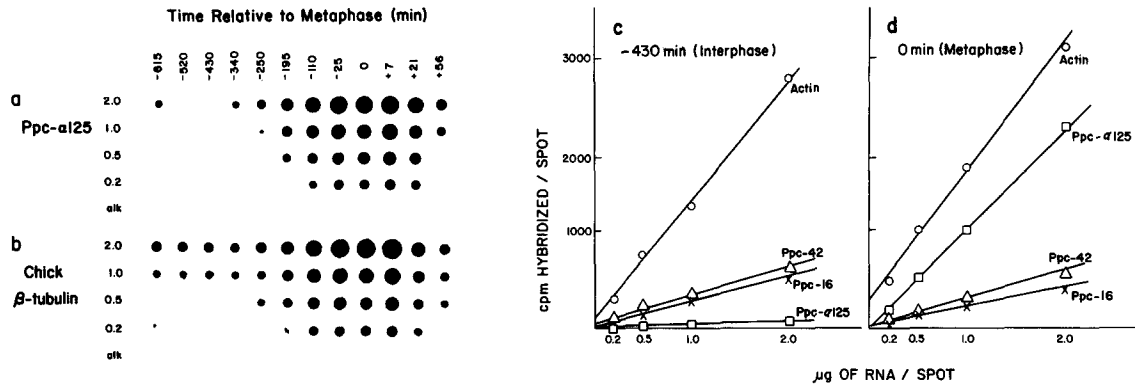 Time Relative to Metaphase (min)
-615 -520 -430 -340 -250 -195 -110 -25 0 +7 +21 +56
a
Ppc-α125
2.0
1.0
0.5
0.2
alk
b
Chick
β-tubulin
2.0
1.0
0.5
0.2
alk
c
-430 min (Interphase)
cpm HYBRIDIZED / SPOT
3000
2000
1000
Actin
Ppc-42
Ppc-16
Ppc-α125
0.2 0.5 1.0 2.0
d
0 min (Metaphase)
Actin
Ppc-α125
Ppc-42
Ppc-16
0.2 0.5 1.0 2.0
μg OF RNA / SPOT